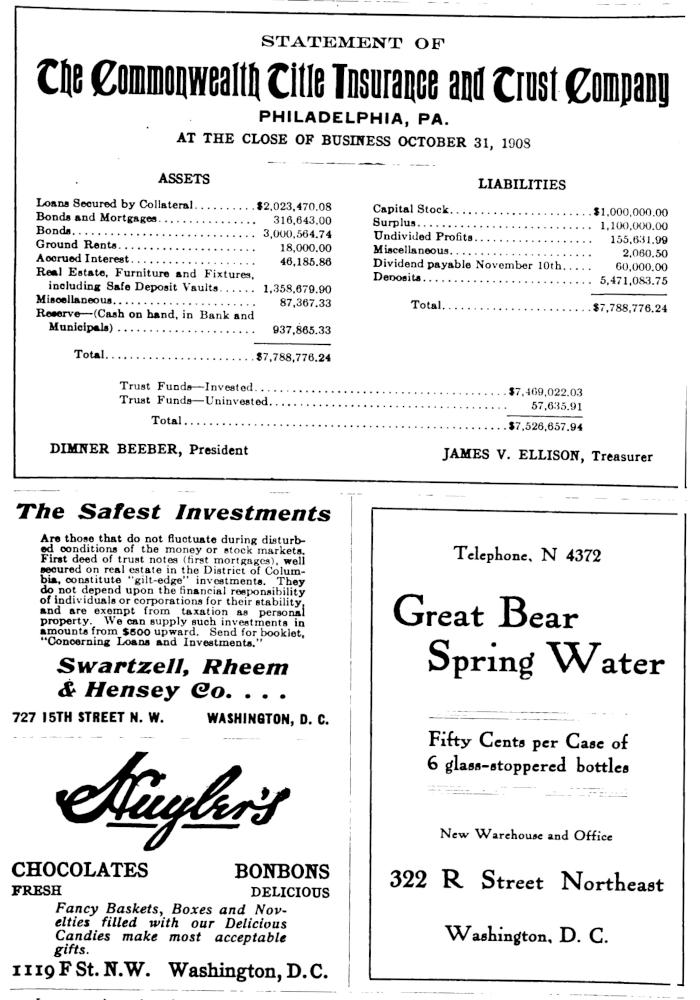 STATEMENT OF
The Commonwealth Title Insurance and Trust Company
PHILADELPHIA, PA.
AT THE CLOSE OF BUSINESS OCTOBER 31, 1908
ASSETS
Loans Secured by Collateral..........$2,023,470.08
Bonds and Mortgages................ 316,643.00
Bonds.............................. 3,000,564.74
Ground Rents....................... 18,000.00
Accrued Interest.................... 46,185.86
Real Estate, Furniture and Fixtures,
including Safe Deposit Vaults...... 1,358,679.90
Miscellaneous....................... 87,367.33
Reserve—(Cash on hand, in Bank and
Municipals) ....................... 937,865.33
Total.........................$7,788,776.24
LIABILITIES
Capital Stock.......................$1,000,000.00
Surplus............................. 1,100,000.00
Undivided Profits................... 155,631.99
Miscellaneous....................... 2,060.50
Dividend payable November 10th..... 60,000.00
Deposits............................ 5,471,083.75
Total...........................$7,788,776.24
Trust Funds—Invested..........................................$7,469,022.03
Trust Funds—Uninvested....................................... 57,635.91
Total.....................................................$7,526,657.94
DIMNER BEEBER, President
JAMES V. ELLISON, Treasurer
The Safest Investments
Are those that do not fluctuate during disturb-
ed conditions of the money or stock markets.
First deed of trust notes (first mortgages), well
secured on real estate in the District of Colum-
bia, constitute "gilt-edge" investments. They
do not depend upon the financial responsibility
of individuals or corporations for their stability,
and are exempt from taxation as personal
property. We can supply such investments in
amounts from $500 upward. Send for booklet,
"Concerning Loans and Investments."
Swartzell, Rheem
& Hensey Co. . . .
727 15TH STREET N. W. WASHINGTON, D. C.
Huyler's
CHOCOLATES BONBONS
FRESH DELICIOUS
Fancy Baskets, Boxes and Nov-
elties filled with our Delicious
Candies make most acceptable
gifts.
1119 F St. N.W. Washington, D.C.
Telephone, N 4372
Great Bear
Spring Water
Fifty Cents per Case of
6 glass-stoppered bottles
New Warehouse and Office
322 R Street Northeast
Washington, D. C.